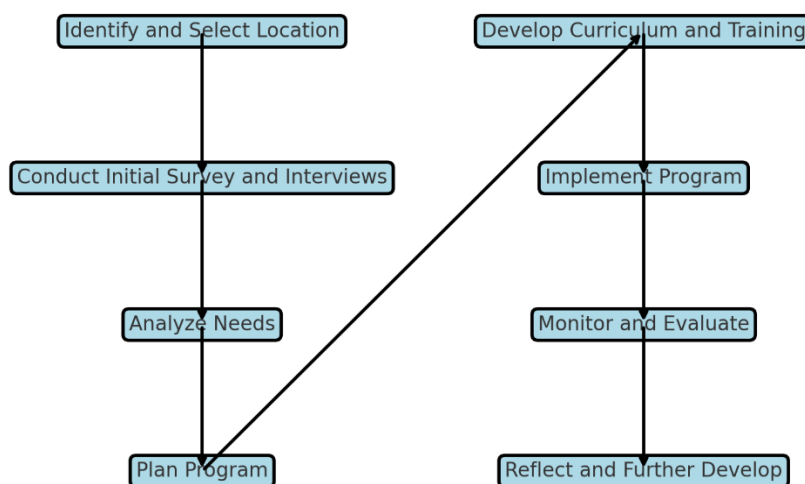 Identify and Select Location
Conduct Initial Survey and Interviews
Analyze Needs
Plan Program
Develop Curriculum and Training
Implement Program
Monitor and Evaluate
Reflect and Further Develop